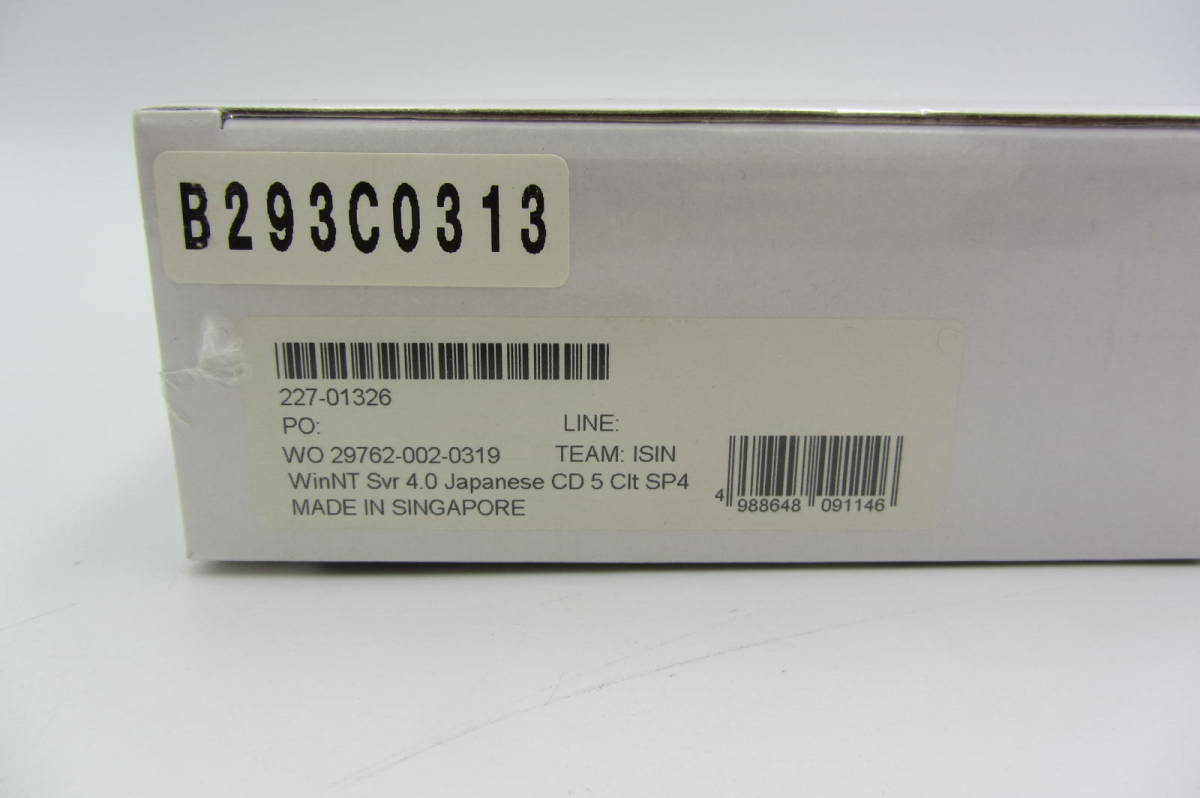 B293C0313
227-01326
PO: LINE:
WO 29762-002-0319 TEAM: ISIN
WinNT Svr 4.0 Japanese CD 5 Clt SP4
MADE IN SINGAPORE
4 988648 091146